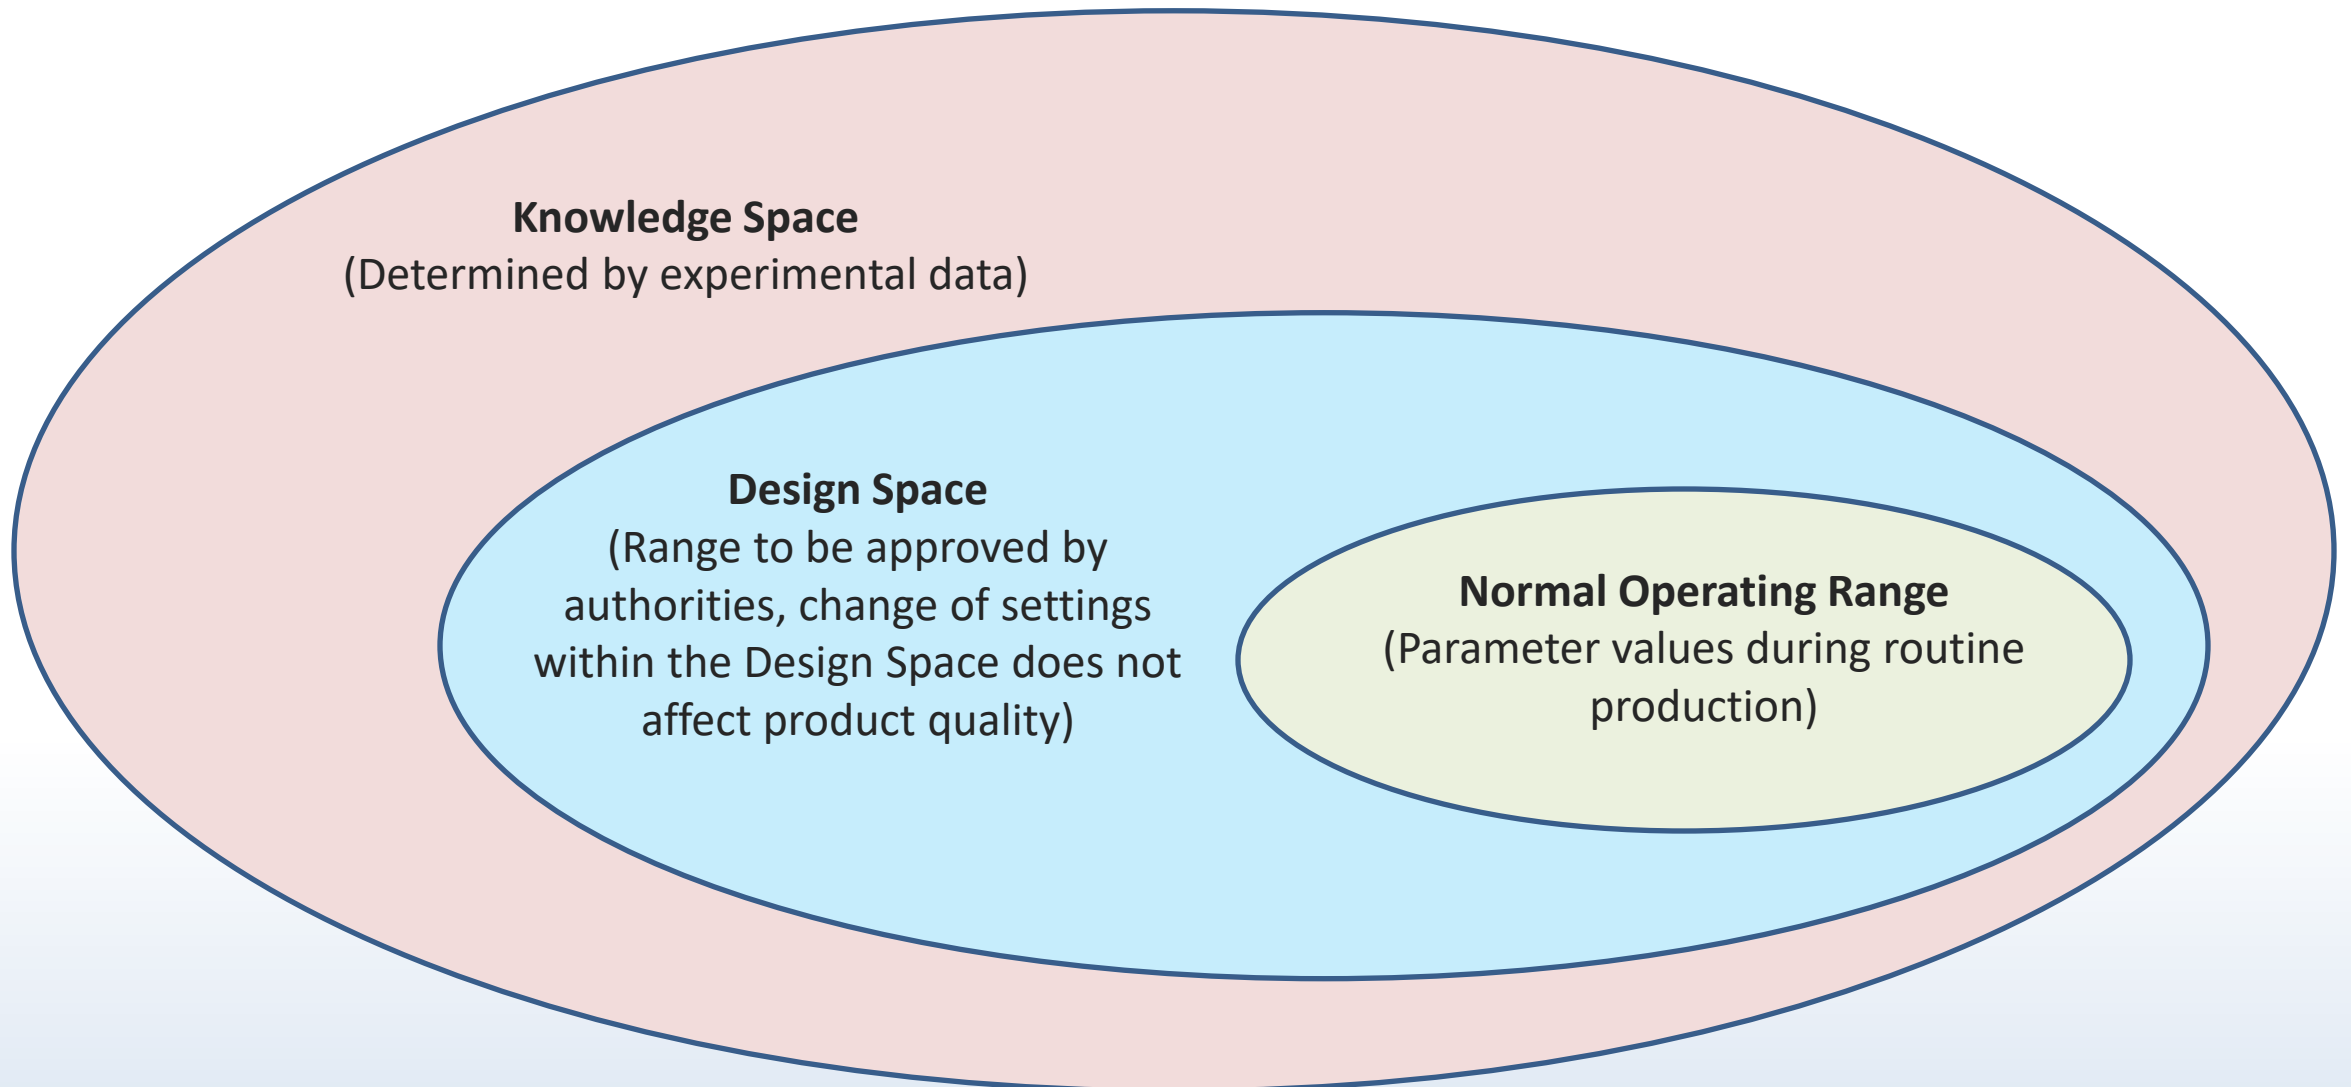 Knowledge Space
(Determined by experimental data)
Design Space
(Range to be approved by
authorities, change of settings
within the Design Space does not
affect product quality)
Normal Operating Range
(Parameter values during routine
production)